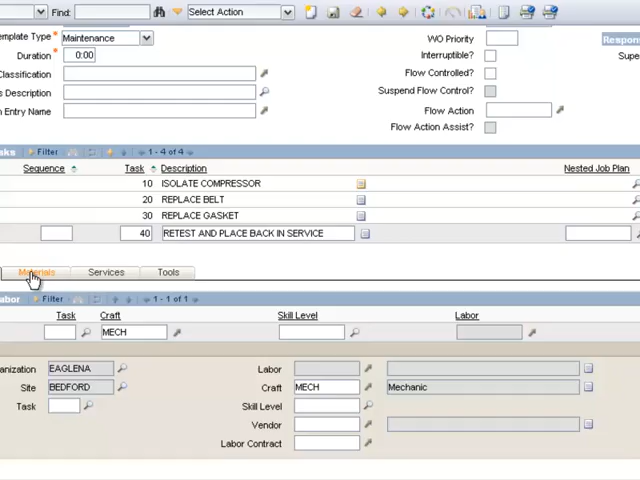 Find: Select Action
emplate Type Maintenance WO Priority Respons
Duration 0:00 Interruptible? Supe
Classification Flow Controlled?
s Description Suspend Flow Control?
n Entry Name Flow Action
Flow Action Assist?
sks Filter 1 - 4 of 4
Sequence Task Description Nested Job Plan
10 ISOLATE COMPRESSOR
20 REPLACE BELT
30 REPLACE GASKET
40 RETEST AND PLACE BACK IN SERVICE
Materials Services Tools
abor Filter 1 - 1 of 1
Task Craft Skill Level Labor
MECH
anization EAGLENA Labor
Site BEDFORD Craft MECH Mechanic
Task Skill Level
Vendor
Labor Contract